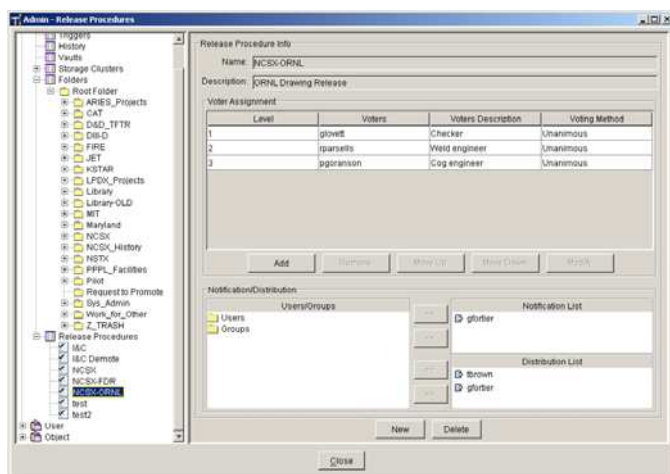 Admin - Release Procedures
Triggers
History
Vaults
Storage Clusters
Folders
Root Folder
ARIES_Projects
CAT
D&D_TFTR
DIII-D
FIRE
JET
KSTAR
LPDX_Projects
Library
Library-OLD
MIT
Maryland
NCSX
NCSX_History
NSTX
PPPL_Facilities
Pilot
Request to Promote
Sys_Admin
Work_for_Other
Z_TRASH
Release Procedures
I&C
I&C Demote
NCSX
NCSX-FDR
NCSX-ORNL
test
test2
User
Object
Release Procedure Info
Name: NCSX-ORNL
Description: ORNL Drawing Release
Voter Assignment
Level Voters Voters Description Voting Method
1 glovett Checker Unanimous
2 rparsells Weld engineer Unanimous
3 pgoranson Cog engineer Unanimous
Add Remove Move Up Move Down Modify
Notification/Distribution
Users/Groups
Users
Groups
Notification List
gfortier
Distribution List
tbrown
gfortier
New Delete
Close